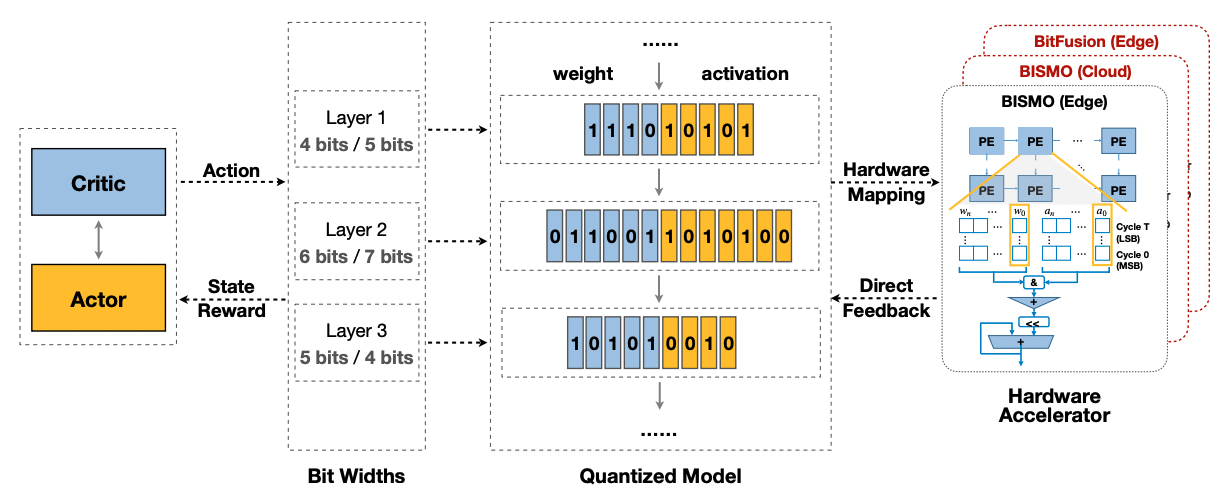 Critic
Actor
Action
State
Reward
Layer 1
4 bits / 5 bits
Layer 2
6 bits / 7 bits
Layer 3
5 bits / 4 bits
Bit Widths
......
weight activation
1 1 1 0 1 0 1 0 1
0 1 1 0 0 1 1 0 1 0 1 0 0
1 0 1 0 1 0 0 1 0
......
Quantized Model
Hardware
Mapping
Direct
Feedback
BitFusion (Edge)
BISMO (Cloud)
BISMO (Edge)
PE PE ... PE
PE PE PE
wn ... w0 an ... a0
Cycle T
(LSB)
Cycle 0
(MSB)
&
+
<<
+
Hardware
Accelerator